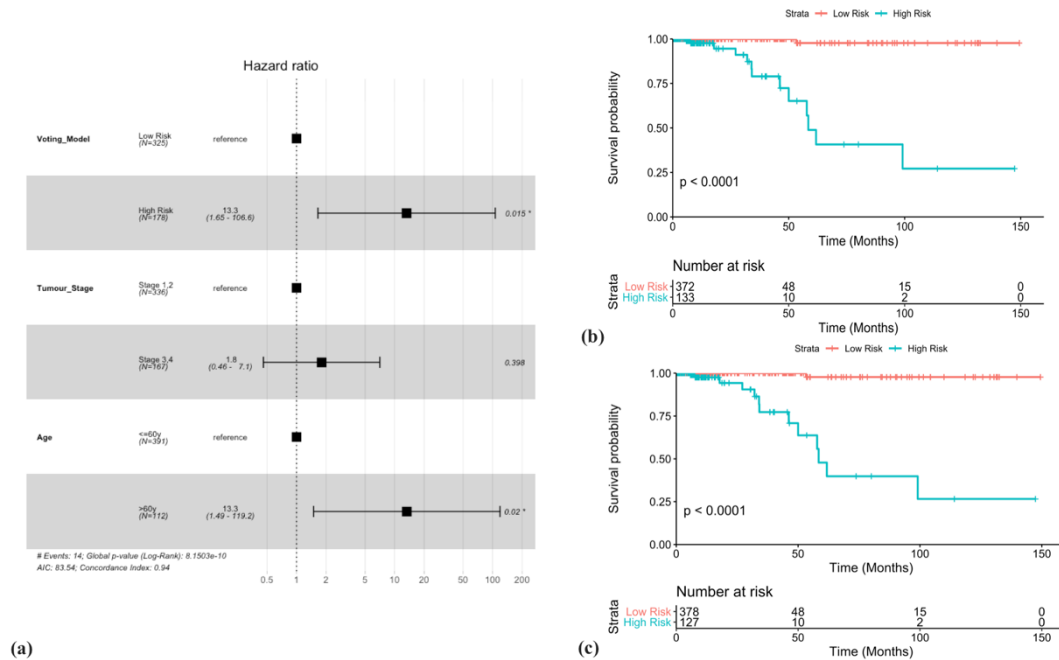 Hazard ratio
Voting_Model
Low Risk
(N=325)
reference
High Risk
(N=178)
13.3
(1.65 - 106.6)
0.015 *
Tumour_Stage
Stage 1,2
(N=336)
reference
Stage 3,4
(N=167)
1.8
(0.46 - 7.1)
0.398
Age
<=60y
(N=391)
reference
>60y
(N=112)
13.3
(1.49 - 119.2)
0.02 *
# Events: 14; Global p-value (Log-Rank): 8.1503e-10
AIC: 83.54; Concordance Index: 0.94
0.5 1 2 5 10 20 50 100 200
(a)
Strata Low Risk High Risk
Survival probability
1.00
0.75
0.50
0.25
0.00
p < 0.0001
0 50 100 150
Time (Months)
Number at risk
Strata
Low Risk 372 48 15 0
High Risk 133 10 2 0
0 50 100 150
Time (Months)
(b)
Strata Low Risk High Risk
Survival probability
1.00
0.75
0.50
0.25
0.00
p < 0.0001
0 50 100 150
Time (Months)
Number at risk
Strata
Low Risk 378 48 15 0
High Risk 127 10 2 0
0 50 100 150
Time (Months)
(c)